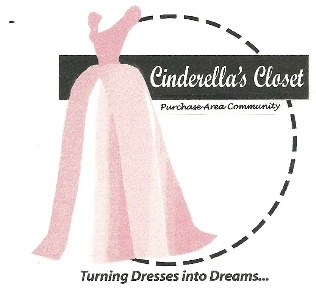 Cinderella's Closet
Purchase Area Community
Turning Dresses into Dreams...